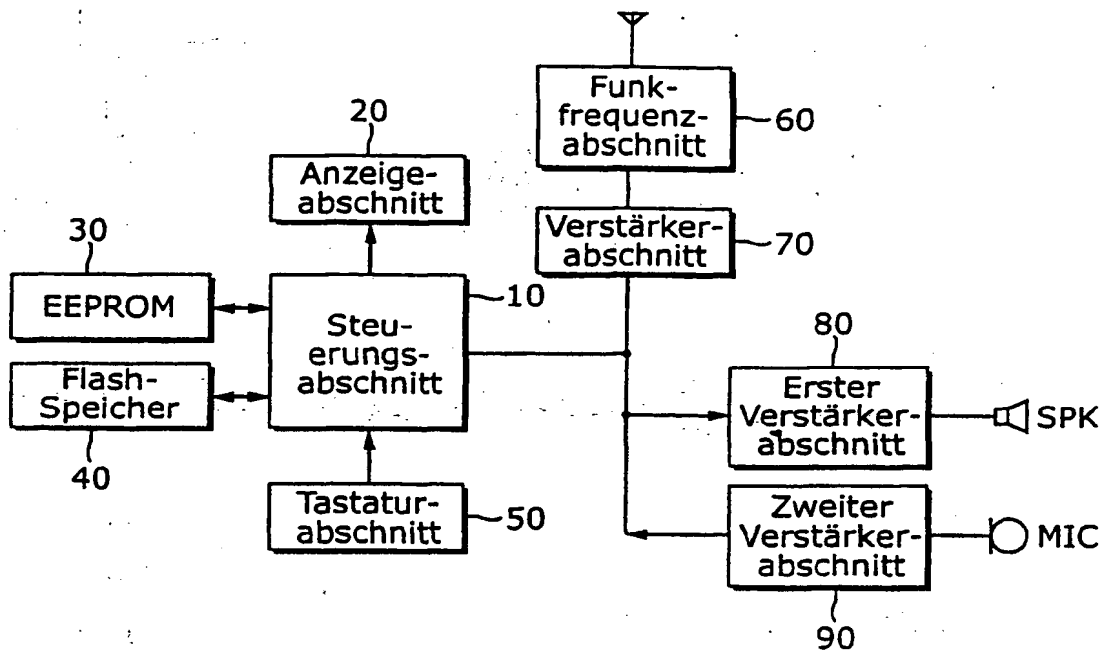 Funk-
frequenz-
abschnitt
60
20
Anzeige-
abschnitt
Verstärker-
abschnitt
70
30
EEPROM
10
Steu-
erungs-
abschnitt
80
Flash-
Speicher
40
Erster
Verstärker-
abschnitt
SPK
Tastatur-
abschnitt
50
Zweiter
Verstärker-
abschnitt
MIC
90